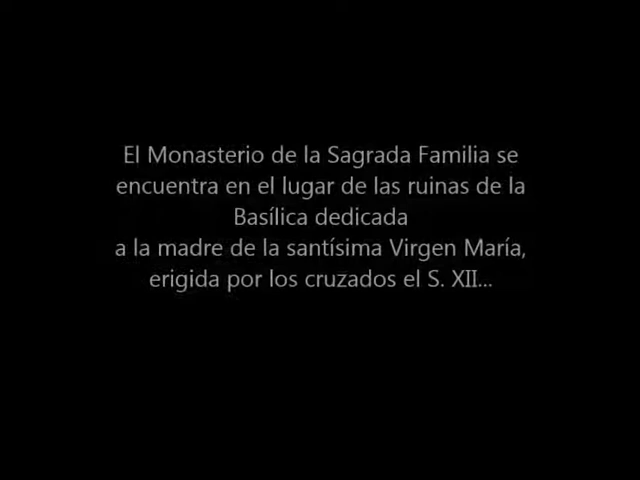 El Monasterio de la Sagrada Familia se
encuentra en el lugar de las ruinas de la
Basílica dedicada
a la madre de la santísima Virgen María,
erigida por los cruzados el S. XII...